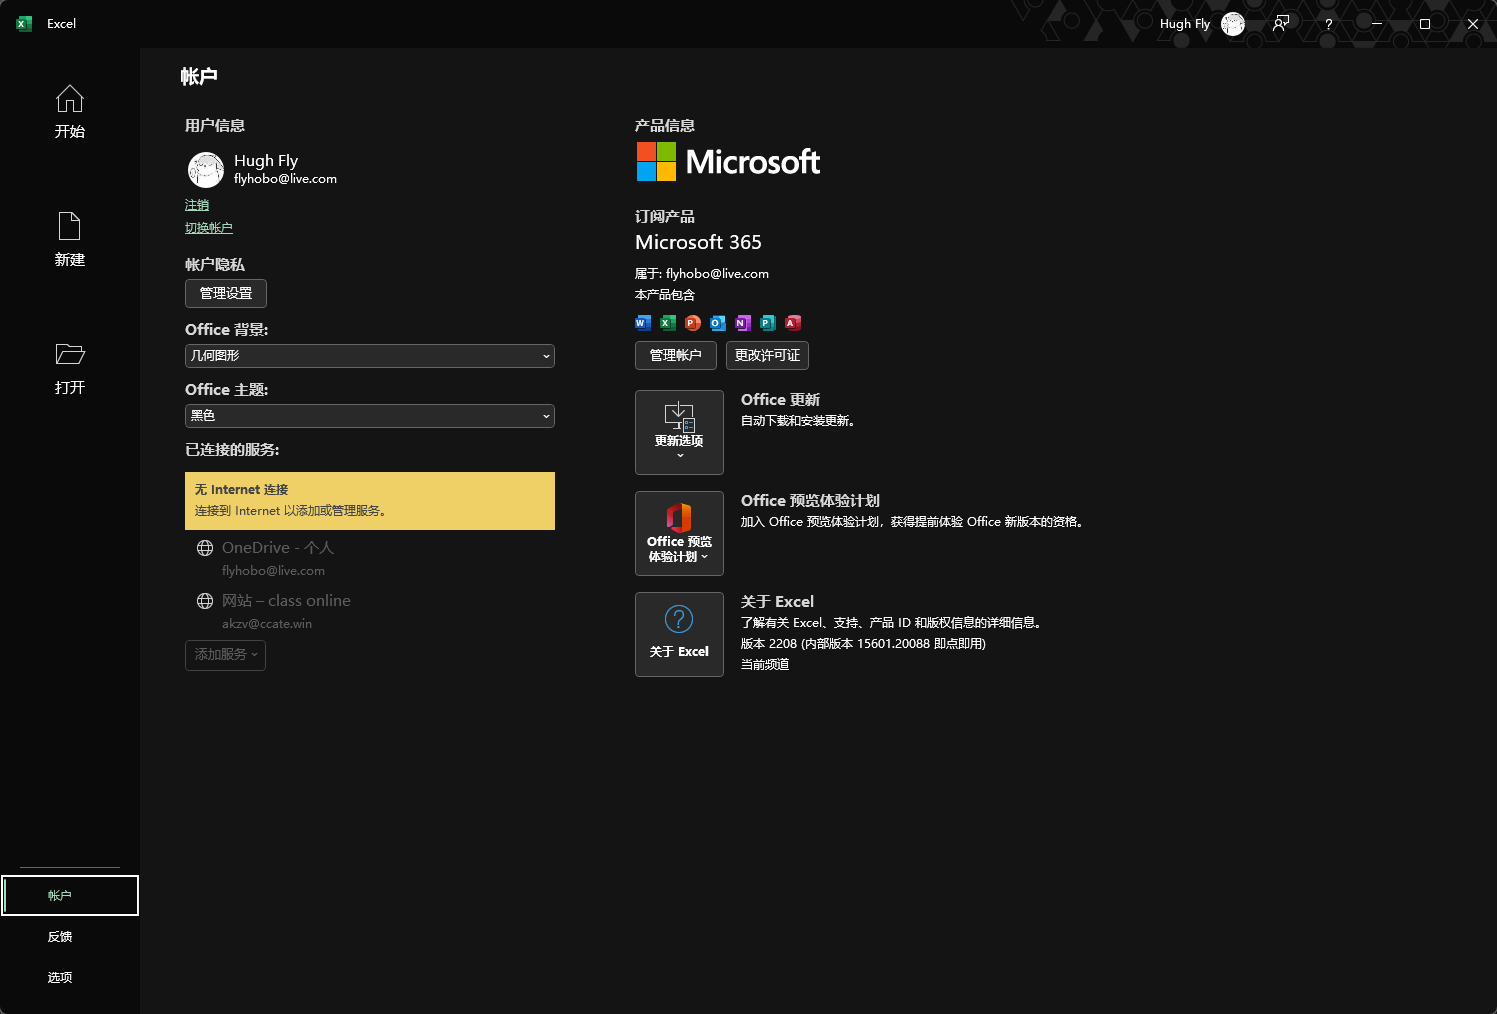 Excel
Hugh Fly
?
开始
新建
打开
帐户
反馈
选项
帐户
用户信息
Hugh Fly
flyhobo@live.com
注销
切换帐户
帐户隐私
管理设置
Office 背景:
几何图形
Office 主题:
黑色
已连接的服务:
无 Internet 连接
连接到 Internet 以添加或管理服务。
OneDrive - 个人
flyhobo@live.com
网站 – class online
akzv@ccate.win
添加服务
产品信息
Microsoft
订阅产品
Microsoft 365
属于: flyhobo@live.com
本产品包含
W X P O N P A
管理帐户 更改许可证
更新选项
Office 更新
自动下载和安装更新。
Office 预览
体验计划
Office 预览体验计划
加入 Office 预览体验计划，获得提前体验 Office 新版本的资格。
?
关于 Excel
关于 Excel
了解有关 Excel、支持、产品 ID 和版权信息的详细信息。
版本 2208 (内部版本 15601.20088 即点即用)
当前频道